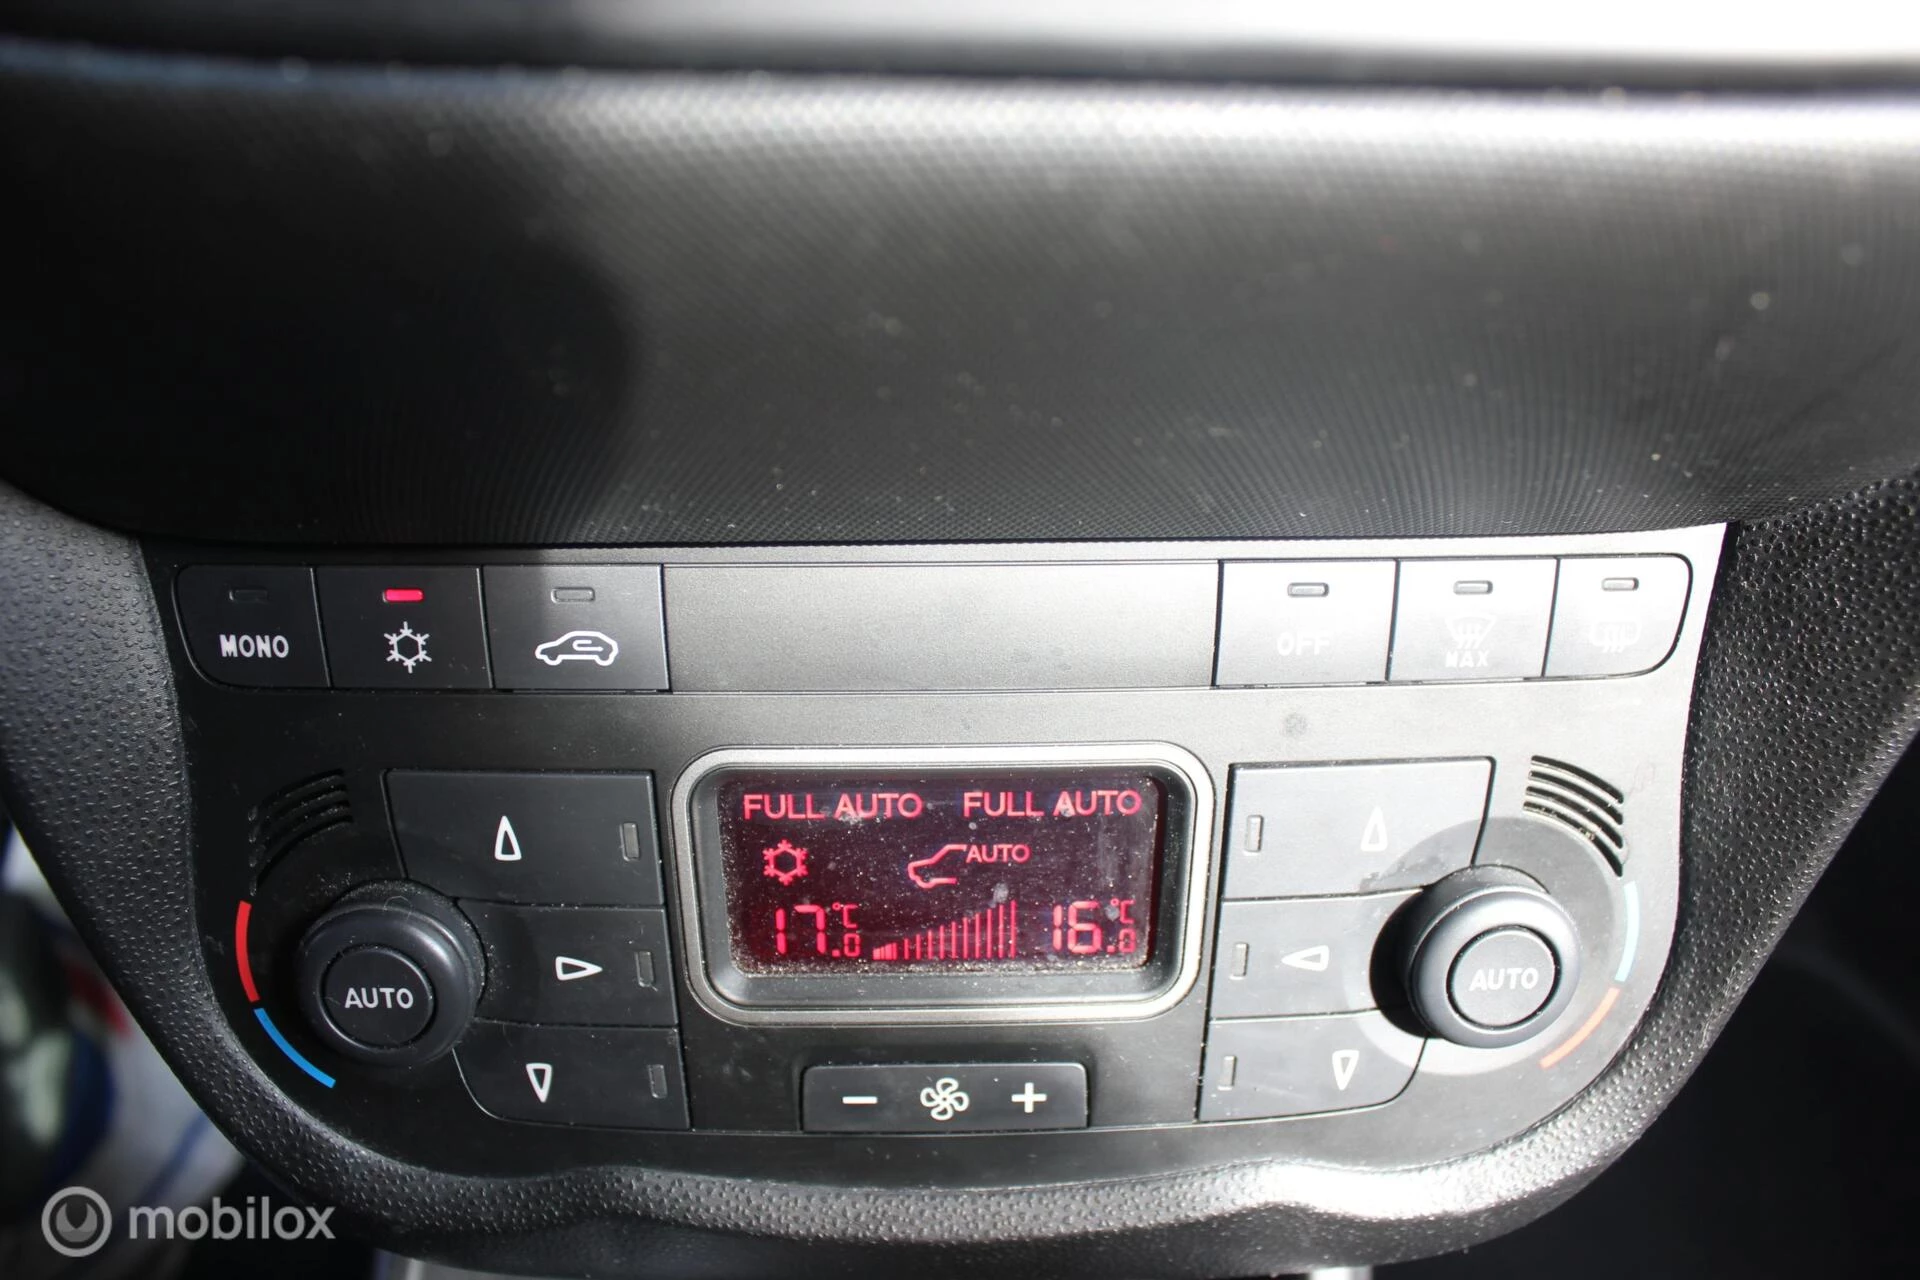 MONO
OFF
MAX
FULL AUTO FULL AUTO
AUTO
17.0 °C 16.0 °C
AUTO
AUTO
- +
mobilox